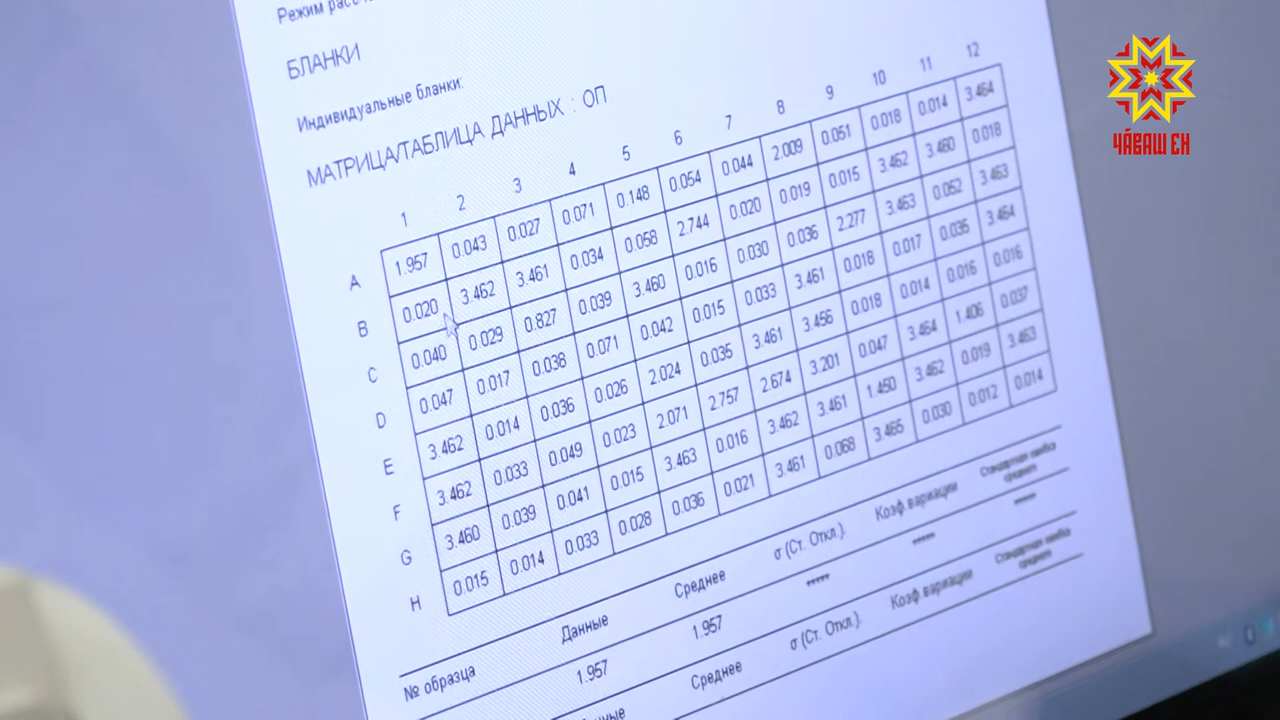 Режим
БЛАНКИ
Индивидуальные бланки:
МАТРИЦА/ТАБЛИЦА ДАННЫХ : ОП
1 2 3 4 5 6 7 8 9 10 11 12
A 1.957 0.043 0.027 0.071 0.148 0.054 0.044 2.009 0.051 0.018 0.014 3.464
B 0.020 3.462 3.461 0.034 0.058 2.744 0.020 0.019 0.015 3.462 3.460 0.018
C 0.040 0.029 0.827 0.039 3.460 0.016 0.030 0.036 2.277 3.463 0.052 3.463
D 0.047 0.017 0.038 0.071 0.042 0.015 0.033 3.461 0.018 0.017 0.035 3.464
E 3.462 0.014 0.036 0.026 2.024 0.035 3.461 3.456 0.018 0.014 0.016 0.016
F 3.462 0.033 0.049 0.023 2.071 2.757 2.674 3.201 0.047 3.464 1.406 0.037
G 3.460 0.039 0.041 0.015 3.463 0.016 3.462 3.461 1.450 3.462 0.019 3.463
H 0.015 0.014 0.033 0.028 0.036 0.021 3.461 0.068 3.465 0.030 0.012 0.014
№ образца Данные Среднее σ (Ст. Откл.). Коэф.вариации Стандартная ошибка среднего
1.957 1.957 ***** ***** *****
1.957
Среднее σ (Ст. Откл.). Коэф.вариации Стандартная ошибка среднего
ЧӐВАШ ЕН